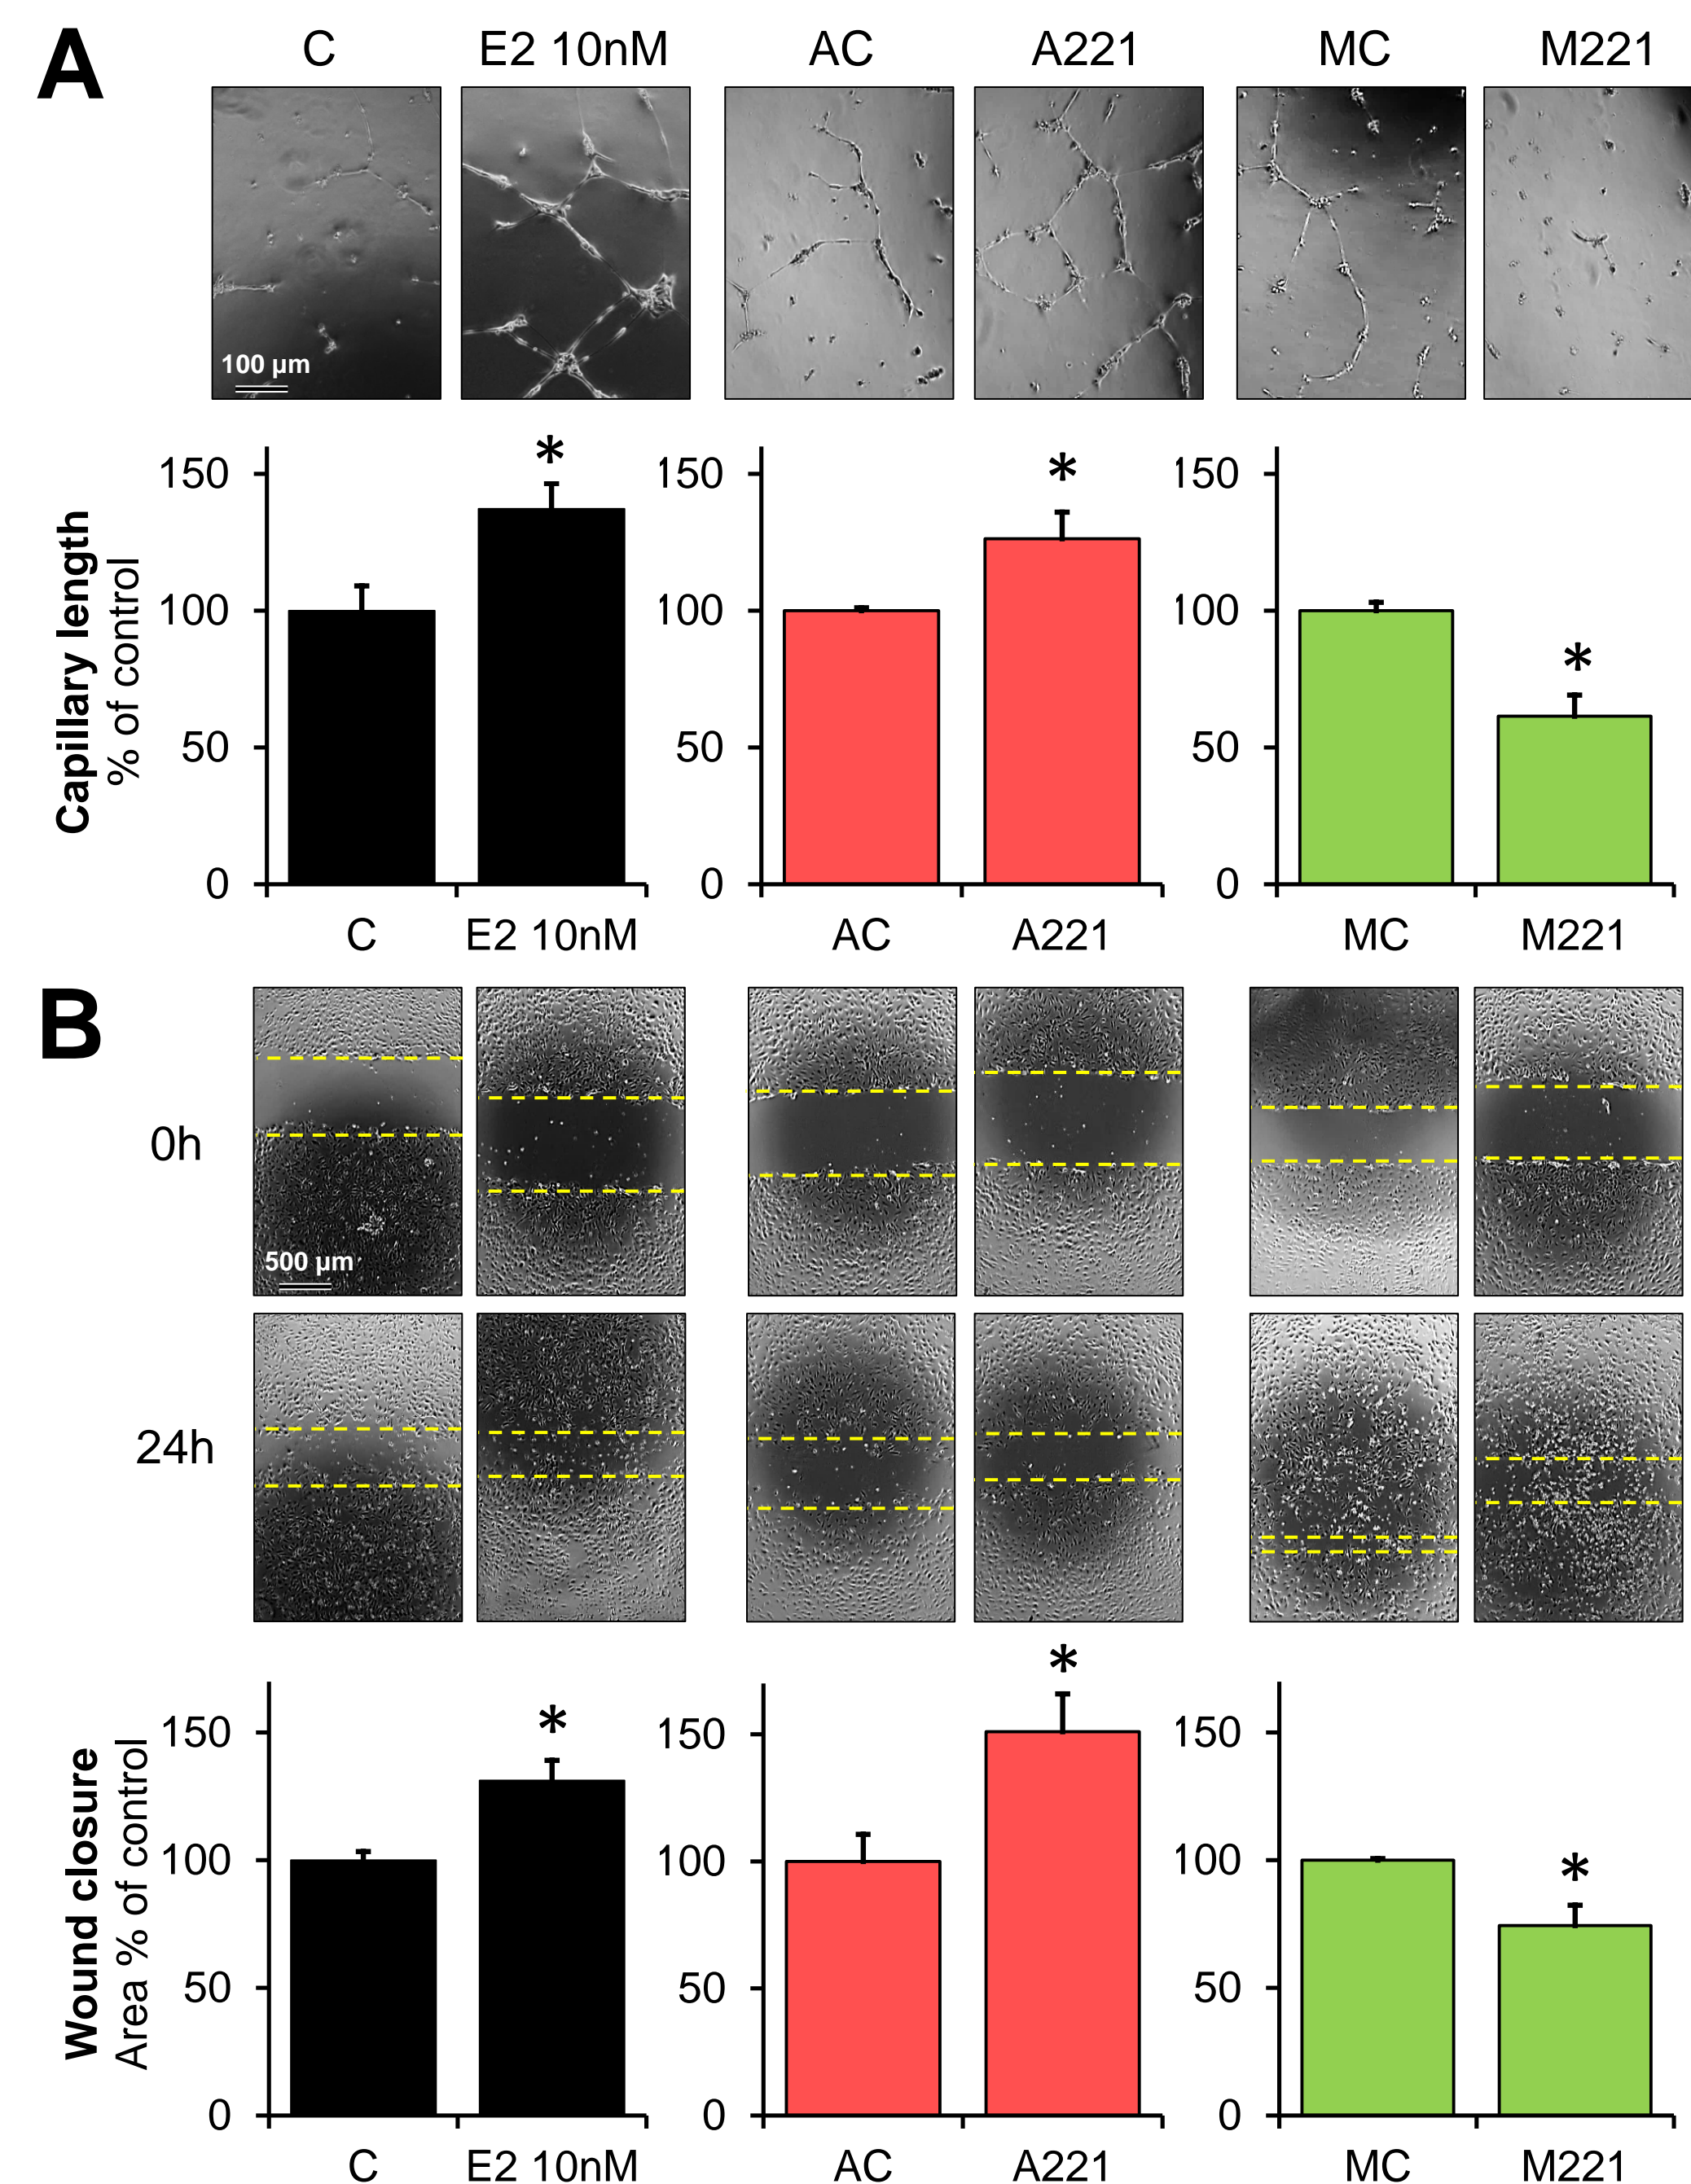 A
C E2 10nM AC A221 MC M221
100 µm
Capillary length
% of control
150
100
50
0
*
C E2 10nM
150
100
50
0
*
AC A221
150
100
50
0
*
MC M221
B
0h
500 µm
24h
Wound closure
Area % of control
150
100
50
0
*
C E2 10nM
150
100
50
0
*
AC A221
150
100
50
0
*
MC M221